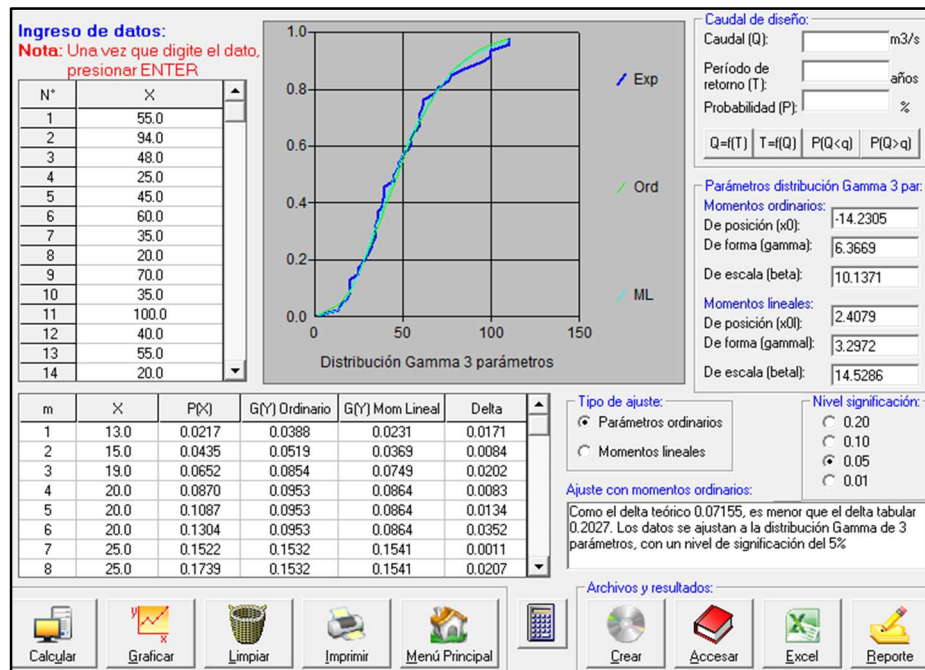 Ingreso de datos:
Nota: Una vez que digite el dato,
presionar ENTER
N° X
1 55.0
2 94.0
3 48.0
4 25.0
5 45.0
6 60.0
7 35.0
8 20.0
9 70.0
10 35.0
11 100.0
12 40.0
13 55.0
14 20.0
1.0
0.8
0.6
0.4
0.2
0.0
0 50 100 150
Exp
Ord
ML
Distribución Gamma 3 parámetros
Caudal de diseño:
Caudal (Q): m3/s
Período de
retorno (T): años
Probabilidad (P): %
Q=f(T) T=f(Q) P(Q<q) P(Q>q)
Parámetros distribución Gamma 3 par:
Momentos ordinarios:
De posición (x0): -14.2305
De forma (gamma): 6.3669
De escala (beta): 10.1371
Momentos lineales:
De posición (x0l): 2.4079
De forma (gammal): 3.2972
De escala (betal): 14.5286
m X P(X) G(Y) Ordinario G(Y) Mom Lineal Delta
1 13.0 0.0217 0.0388 0.0231 0.0171
2 15.0 0.0435 0.0519 0.0369 0.0084
3 19.0 0.0652 0.0854 0.0749 0.0202
4 20.0 0.0870 0.0953 0.0864 0.0083
5 20.0 0.1087 0.0953 0.0864 0.0134
6 20.0 0.1304 0.0953 0.0864 0.0352
7 25.0 0.1522 0.1532 0.1541 0.0011
8 25.0 0.1739 0.1532 0.1541 0.0207
Tipo de ajuste:
Parámetros ordinarios
Momentos lineales
Nivel significación:
0.20
0.10
0.05
0.01
Ajuste con momentos ordinarios:
Como el delta teórico 0.07155, es menor que el delta tabular
0.2027. Los datos se ajustan a la distribución Gamma de 3
parámetros, con un nivel de significación del 5%
Calcular
Graficar
Limpiar
Imprimir
Menú Principal
Archivos y resultados:
Crear
Accesar
Excel
Reporte